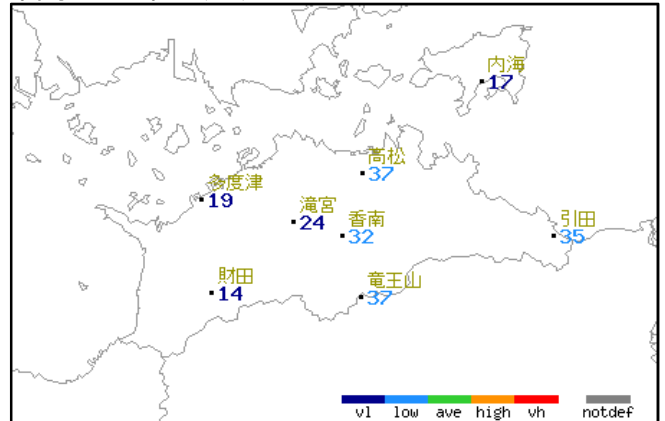 内海
17
高松
37
多度津
19
滝宮
24
香南
32
引田
35
財田
14
竜王山
37
vl low ave high vh notdef